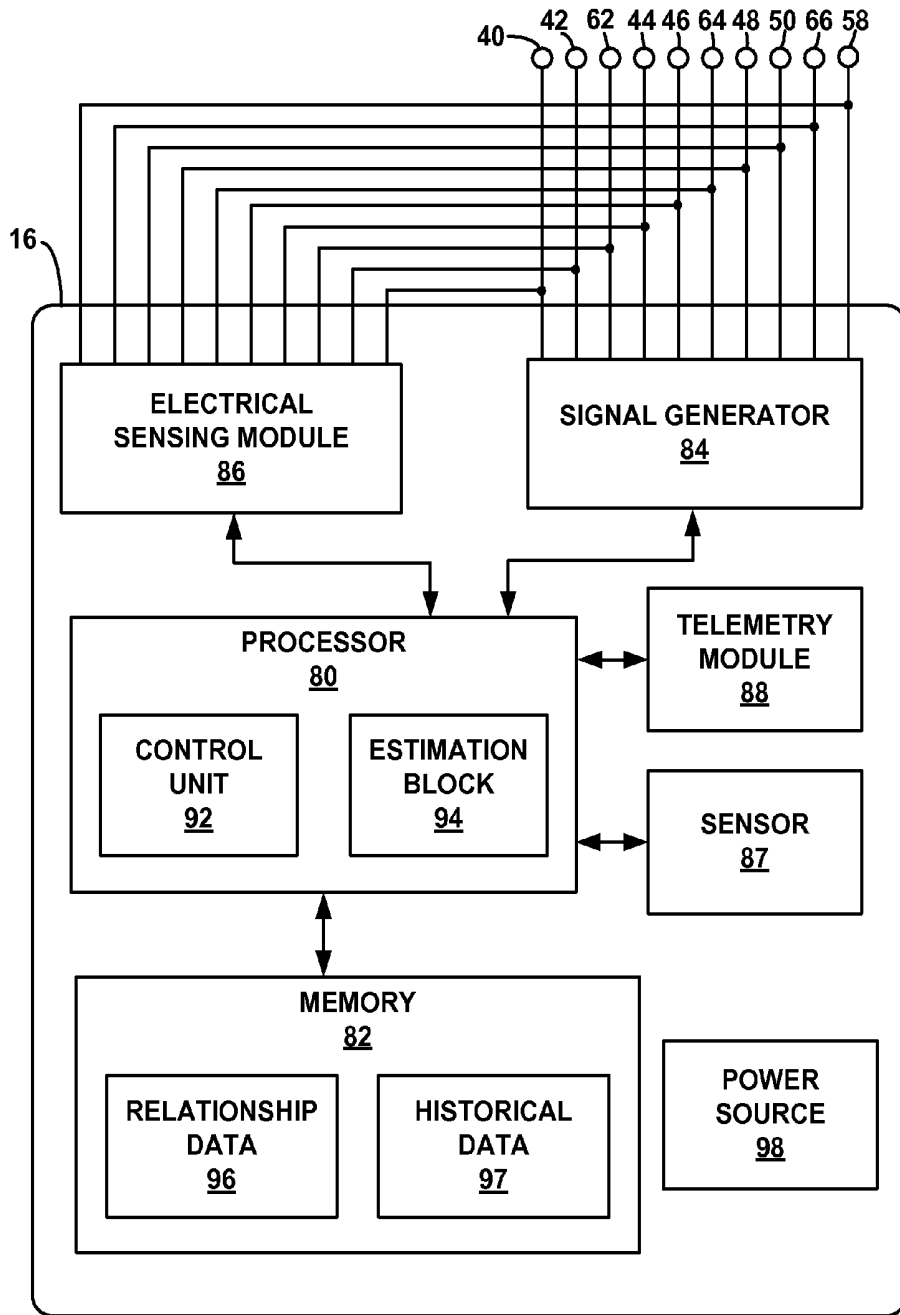 40 42 62 44 46 64 48 50 66 58
16
ELECTRICAL
SENSING MODULE
86
SIGNAL GENERATOR
84
PROCESSOR
80
CONTROL
UNIT
92
ESTIMATION
BLOCK
94
TELEMETRY
MODULE
88
SENSOR
87
MEMORY
82
RELATIONSHIP
DATA
96
HISTORICAL
DATA
97
POWER
SOURCE
98